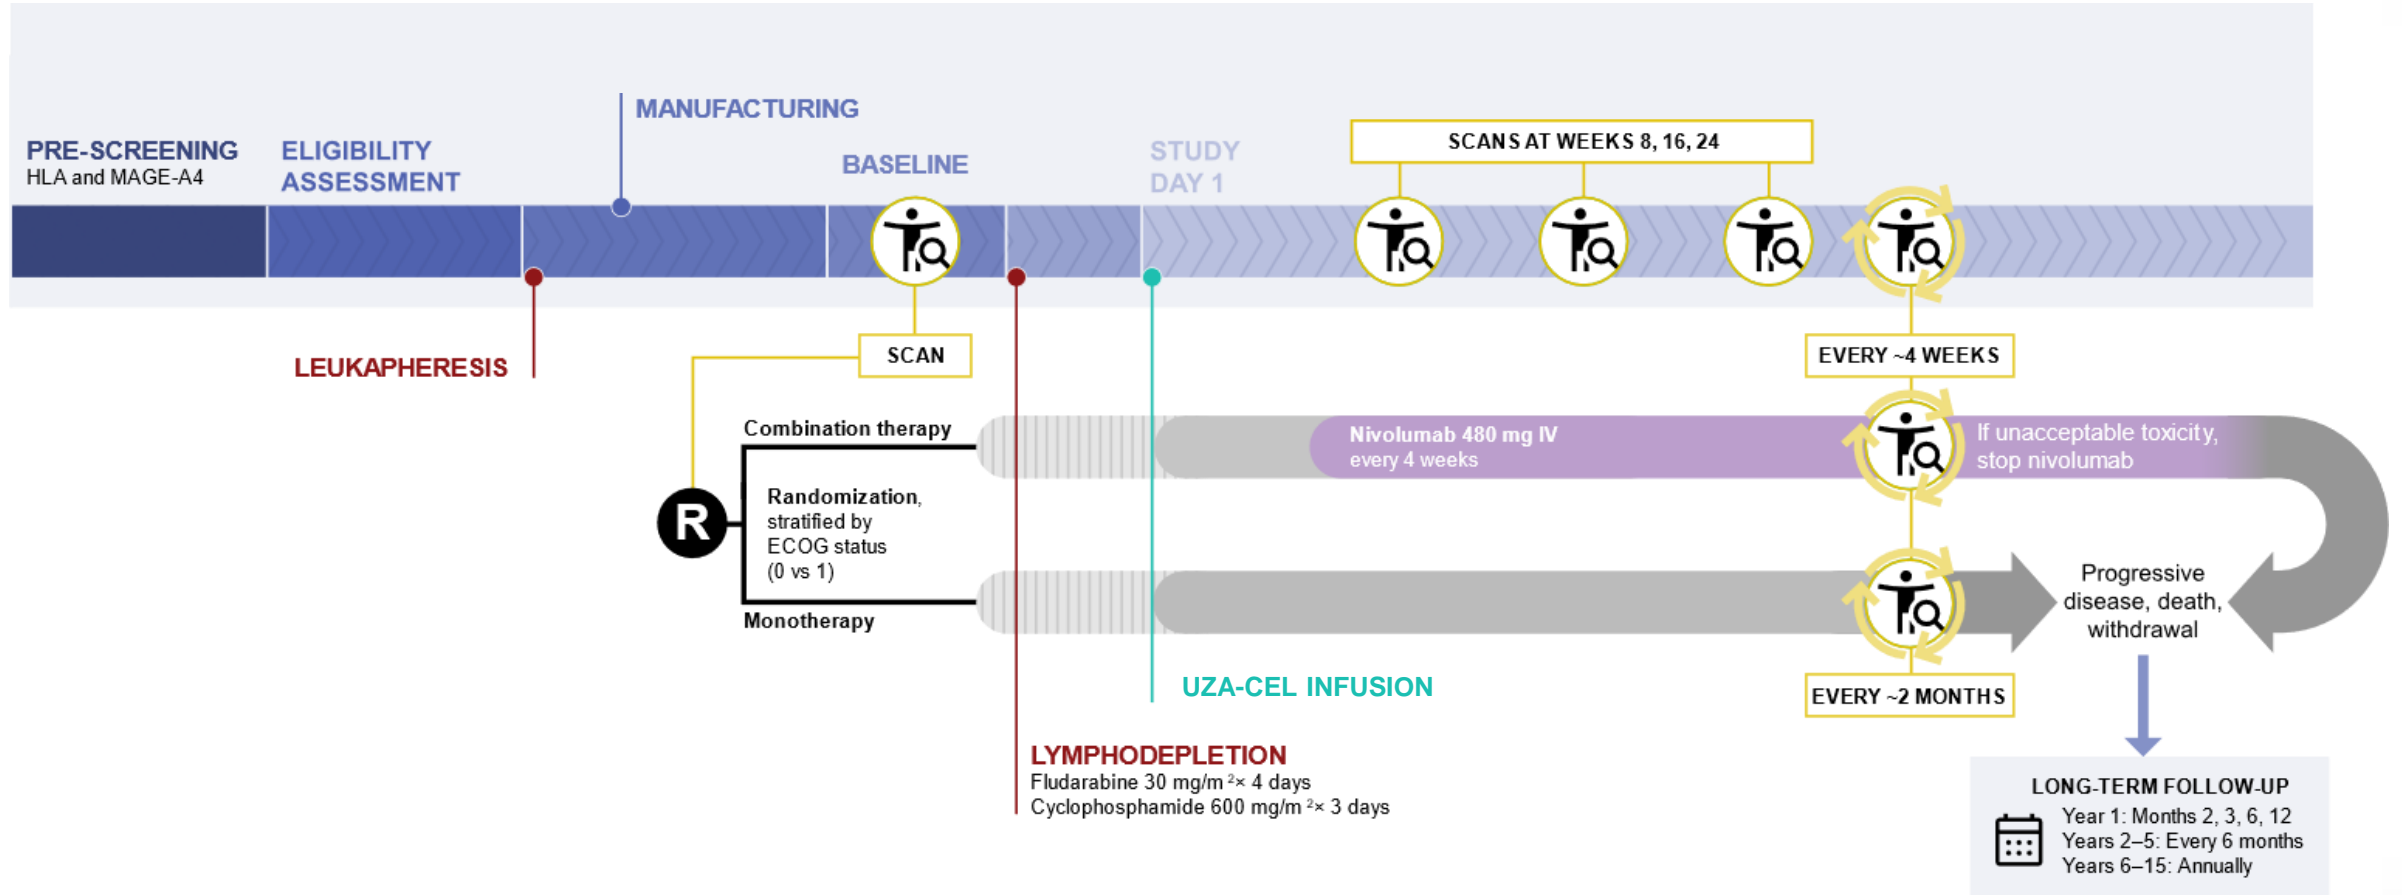 MANUFACTURING
PRE-SCREENING
HLA and MAGE-A4
ELIGIBILITY
ASSESSMENT
BASELINE
STUDY
DAY 1
SCANS AT WEEKS 8, 16, 24
LEUKAPHERESIS
SCAN
EVERY ~4 WEEKS
Combination therapy
Nivolumab 480 mg IV
every 4 weeks
If unacceptable toxicity,
stop nivolumab
R
Randomization,
stratified by
ECOG status
(0 vs 1)
Monotherapy
Progressive
disease, death,
withdrawal
UZA-CEL INFUSION
EVERY ~2 MONTHS
LYMPHODEPLETION
Fludarabine 30 mg/m ²× 4 days
Cyclophosphamide 600 mg/m ²× 3 days
LONG-TERM FOLLOW-UP
Year 1: Months 2, 3, 6, 12
Years 2–5: Every 6 months
Years 6–15: Annually